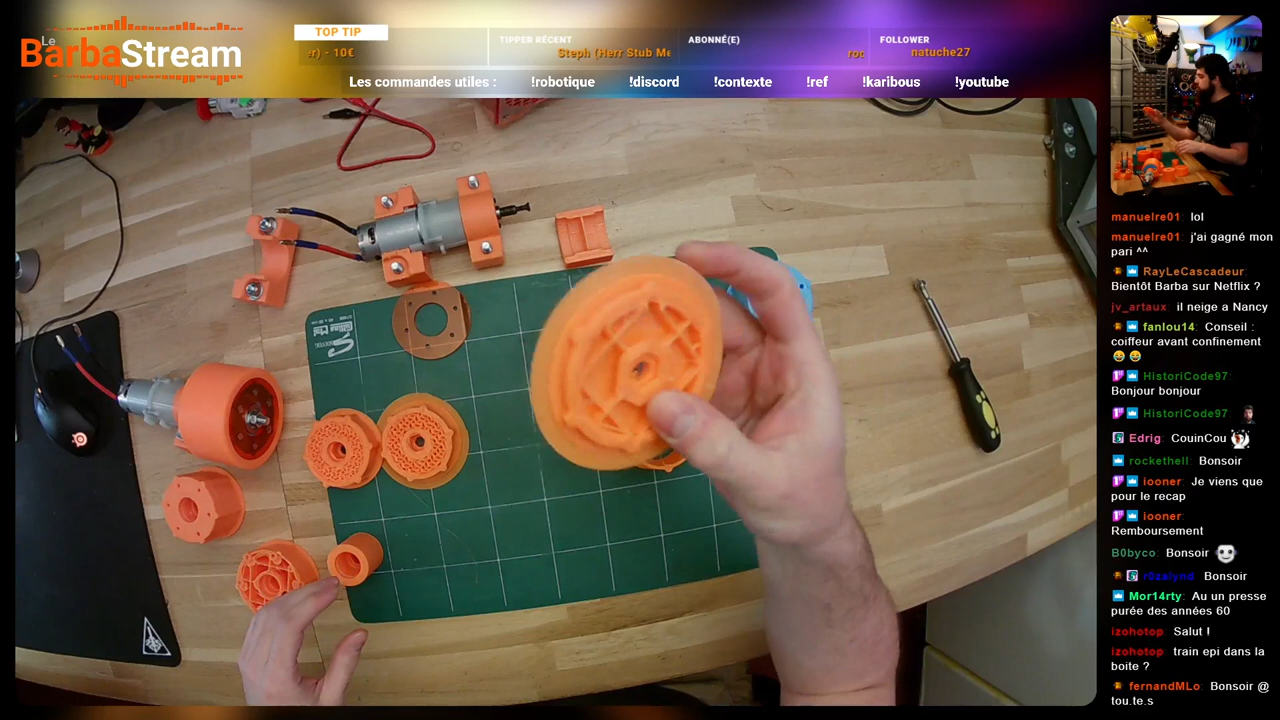 Le
BarbaStream
TOP TIP
:r) - 10€
TIPPER RÉCENT
Steph (Herr Stub Me
ABONNÉ(E)
rou
FOLLOWER
natuche27
Les commandes utiles : !robotique !discord !contexte !ref !karibous !youtube
manuelre01: lol
manuelre01: j'ai gagné mon
pari ^^
RayLeCascadeur:
Bientôt Barba sur Netflix ?
jv_artaux: il neige a Nancy
fanlou14: Conseil :
coiffeur avant confinement
HistoriCode97:
Bonjour bonjour
HistoriCode97:
Edrig: CouinCou
rockethell: Bonsoir
iooner: Je viens que
pour le recap
iooner:
Remboursement
B0byco: Bonsoir
r0zalynd: Bonsoir
Mor14rty: Au un presse
purée des années 60
izohotop: Salut !
izohotop: train epi dans la
boite ?
fernandMLo: Bonsoir @
tou.te.s